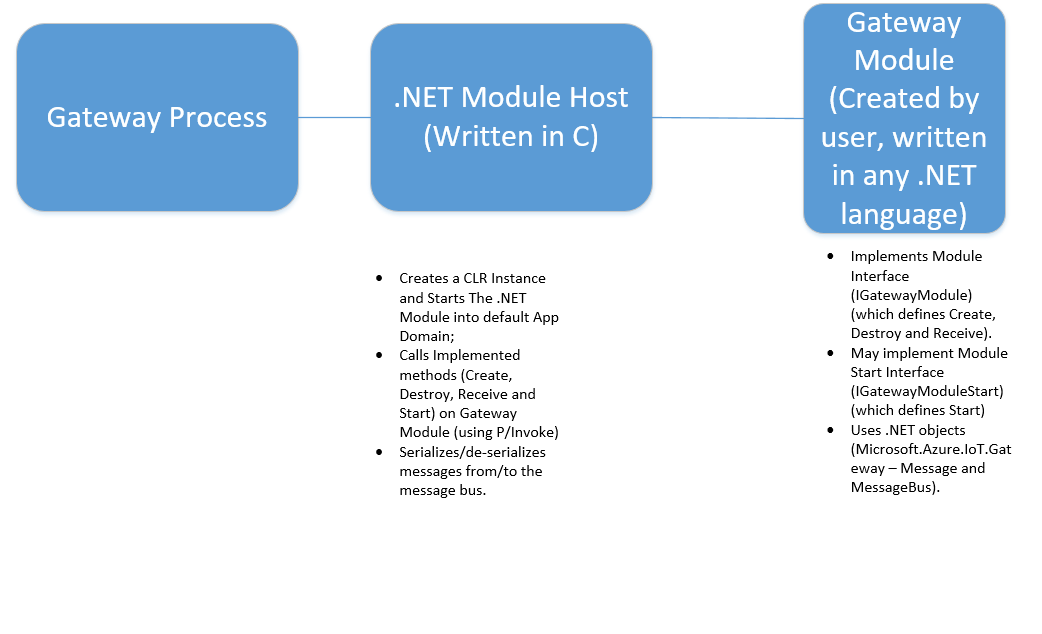 Gateway Process
.NET Module Host
(Written in C)
Gateway
Module
(Created by
user, written
in any .NET
language)
• Creates a CLR Instance
and Starts The .NET
Module into default App
Domain;
• Calls Implemented
methods (Create,
Destroy, Receive and
Start) on Gateway
Module (using P/Invoke)
• Serializes/de-serializes
messages from/to the
message bus.
• Implements Module
Interface
(IGatewayModule)
(which defines Create,
Destroy and Receive).
• May implement Module
Start Interface
(IGatewayModuleStart)
(which defines Start)
• Uses .NET objects
(Microsoft.Azure.IoT.Gat
eway – Message and
MessageBus).